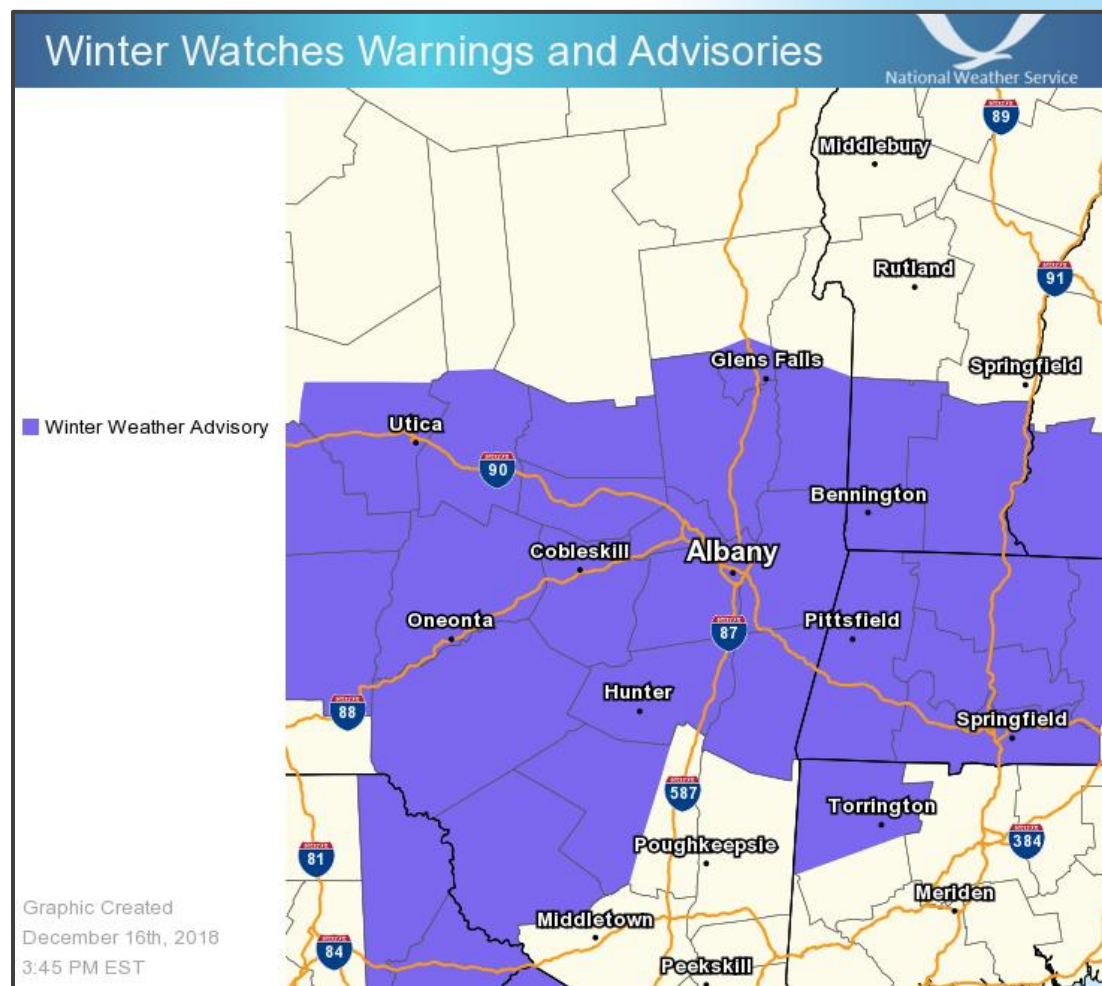 Winter Watches Warnings and Advisories
National Weather Service
89
Middlebury
Rutland
91
Glens Falls
Springfield
Winter Weather Advisory
Utica
90
Bennington
Cobleskill
Albany
Oneonta
87
Pittsfield
Hunter
88
Springfield
587
Torrington
81
Poughkeepsie
384
Meriden
Middletown
84
Peekskill
Graphic Created
December 16th, 2018
3:45 PM EST